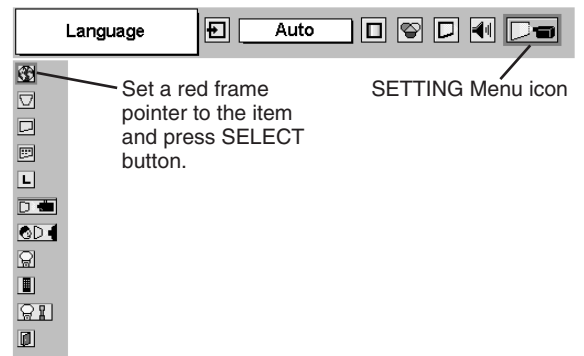 Language
Auto
Set a red frame
pointer to the item
and press SELECT
button.
SETTING Menu icon
L